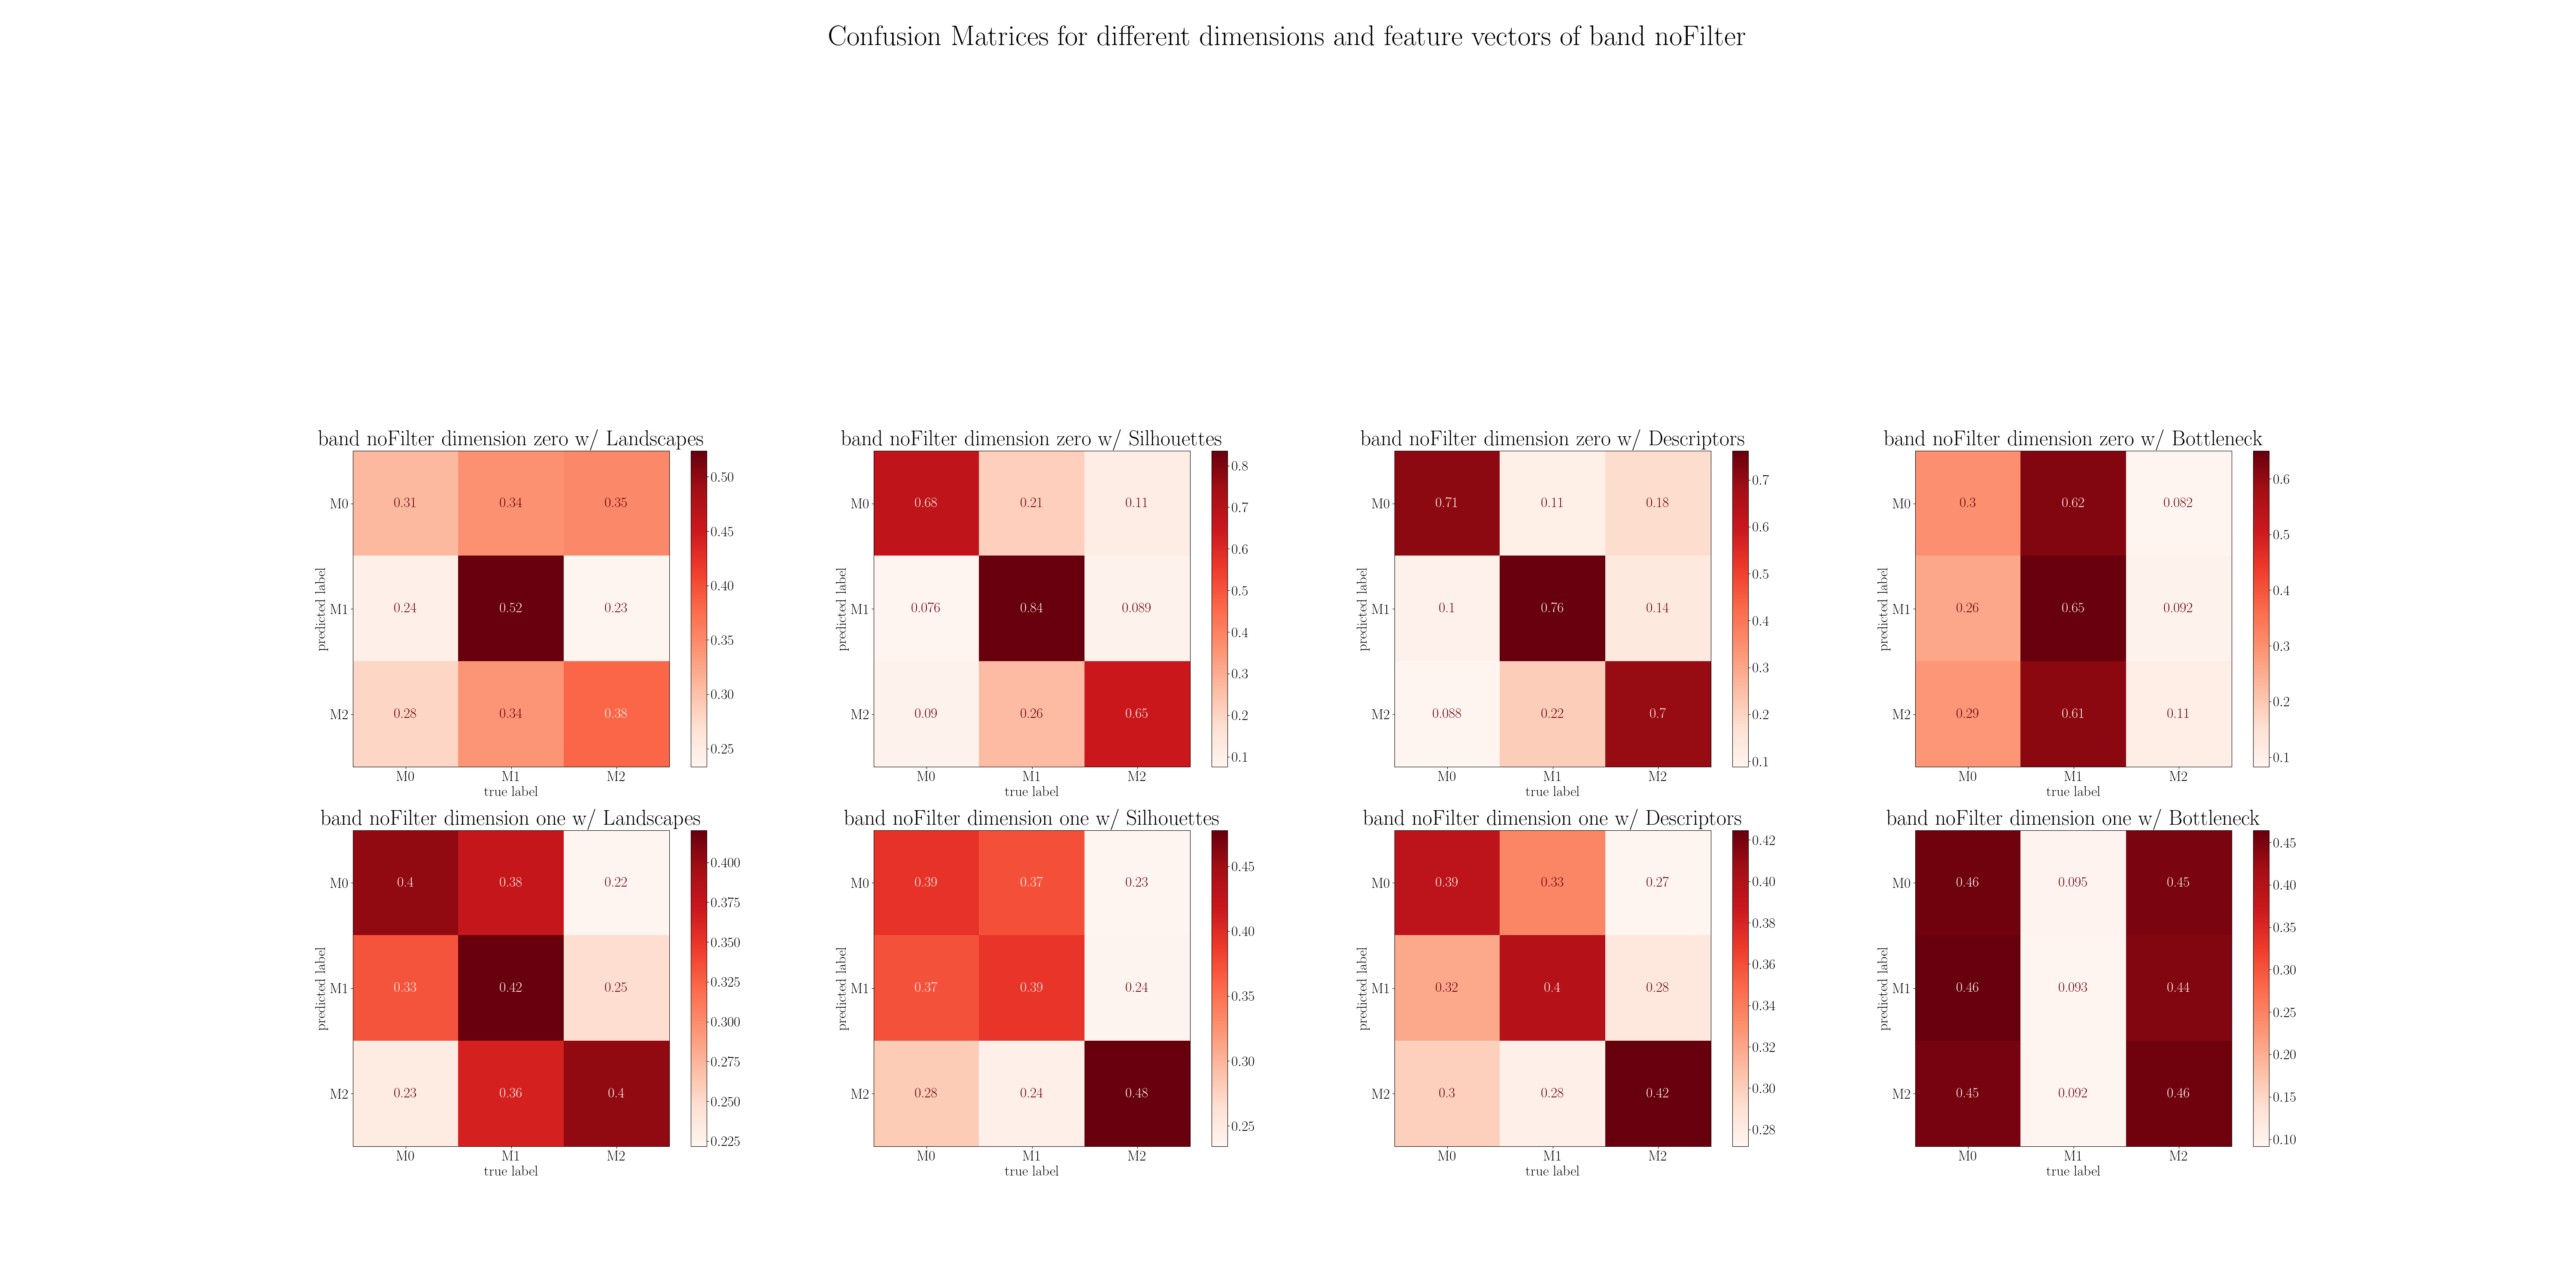 Confusion Matrices for different dimensions and feature vectors of band noFilter
band noFilter dimension zero w/ Landscapes
predicted label
M0 0.31 0.34 0.35
M1 0.24 0.52 0.23
M2 0.28 0.34 0.38
M0 M1 M2
true label
0.50
0.45
0.40
0.35
0.30
0.25
band noFilter dimension zero w/ Silhouettes
predicted label
M0 0.68 0.21 0.11
M1 0.076 0.84 0.089
M2 0.09 0.26 0.65
M0 M1 M2
true label
0.8
0.7
0.6
0.5
0.4
0.3
0.2
0.1
band noFilter dimension zero w/ Descriptors
predicted label
M0 0.71 0.11 0.18
M1 0.1 0.76 0.14
M2 0.088 0.22 0.7
M0 M1 M2
true label
0.7
0.6
0.5
0.4
0.3
0.2
0.1
band noFilter dimension zero w/ Bottleneck
predicted label
M0 0.3 0.62 0.082
M1 0.26 0.65 0.092
M2 0.29 0.61 0.11
M0 M1 M2
true label
0.6
0.5
0.4
0.3
0.2
0.1
band noFilter dimension one w/ Landscapes
predicted label
M0 0.4 0.38 0.22
M1 0.33 0.42 0.25
M2 0.23 0.36 0.4
M0 M1 M2
true label
0.400
0.375
0.350
0.325
0.300
0.275
0.250
0.225
band noFilter dimension one w/ Silhouettes
predicted label
M0 0.39 0.37 0.23
M1 0.37 0.39 0.24
M2 0.28 0.24 0.48
M0 M1 M2
true label
0.45
0.40
0.35
0.30
0.25
band noFilter dimension one w/ Descriptors
predicted label
M0 0.39 0.33 0.27
M1 0.32 0.4 0.28
M2 0.3 0.28 0.42
M0 M1 M2
true label
0.42
0.40
0.38
0.36
0.34
0.32
0.30
0.28
band noFilter dimension one w/ Bottleneck
predicted label
M0 0.46 0.095 0.45
M1 0.46 0.093 0.44
M2 0.45 0.092 0.46
M0 M1 M2
true label
0.45
0.40
0.35
0.30
0.25
0.20
0.15
0.10